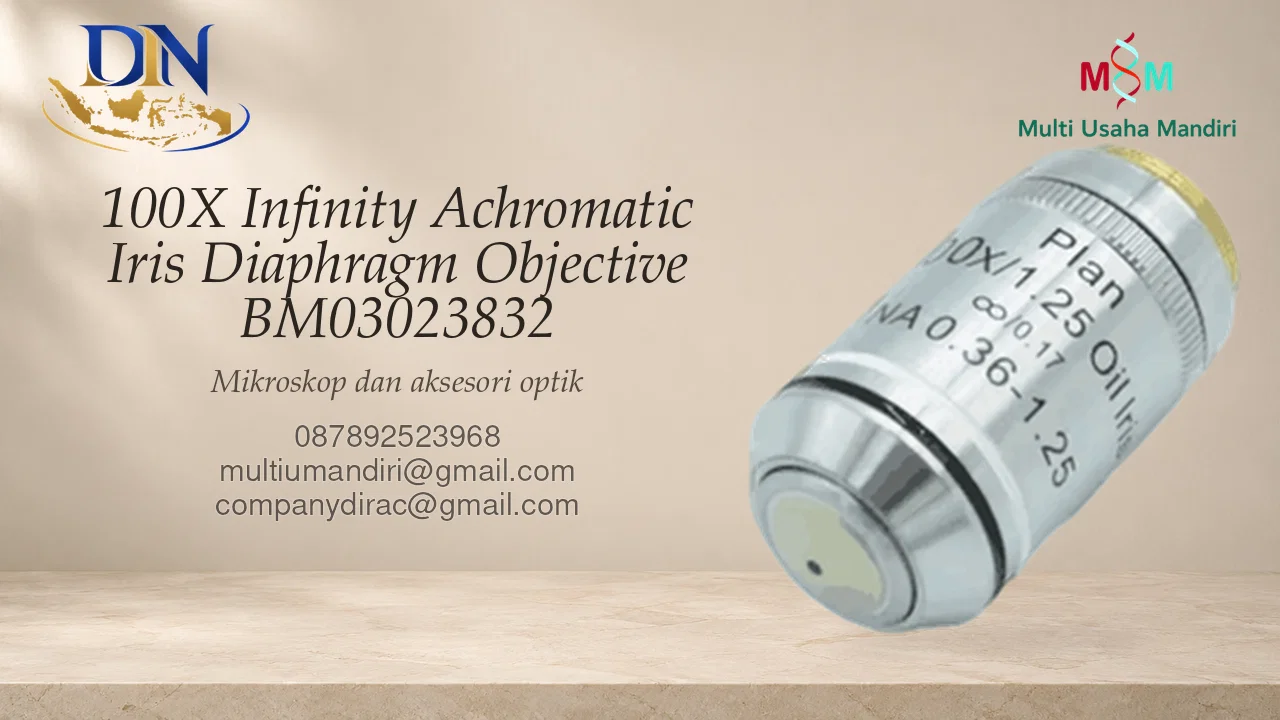 DN
M M
Multi Usaha Mandiri
100X Infinity Achromatic
Iris Diaphragm Objective
BM03023832
Mikroskop dan aksesori optik
087892523968
multiumandiri@gmail.com
companydirac@gmail.com
Plan
00X/1.25 Oil Iris
∞/0.17
NA 0.36-1.25